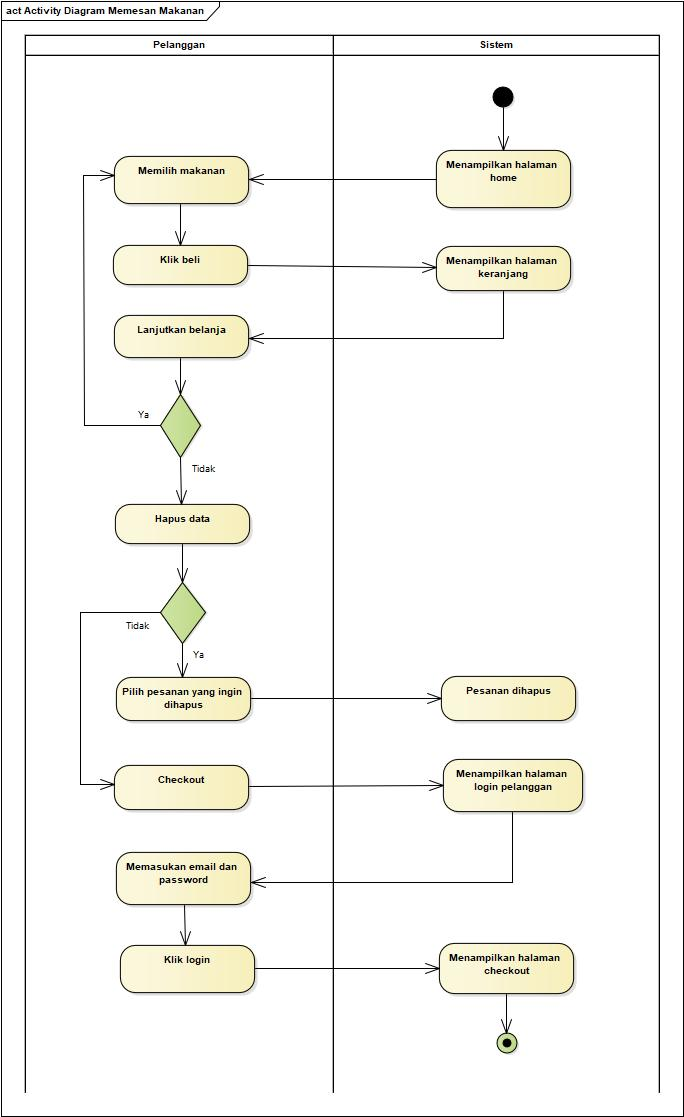 act Activity Diagram Memesan Makanan
Pelanggan
Sistem
Menampilkan halaman
home
Memilih makanan
Klik beli
Menampilkan halaman
keranjang
Lanjutkan belanja
Ya
Tidak
Hapus data
Tidak
Ya
Pilih pesanan yang ingin
dihapus
Pesanan dihapus
Checkout
Menampilkan halaman
login pelanggan
Memasukan email dan
password
Klik login
Menampilkan halaman
checkout